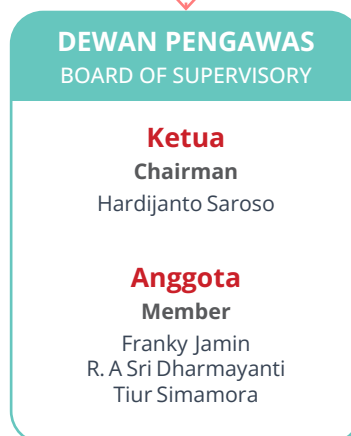 DEWAN PENGAWAS
BOARD OF SUPERVISORY
Ketua
Chairman
Hardijanto Saroso
Anggota
Member
Franky Jamin
R. A Sri Dharmayanti
Tiur Simamora